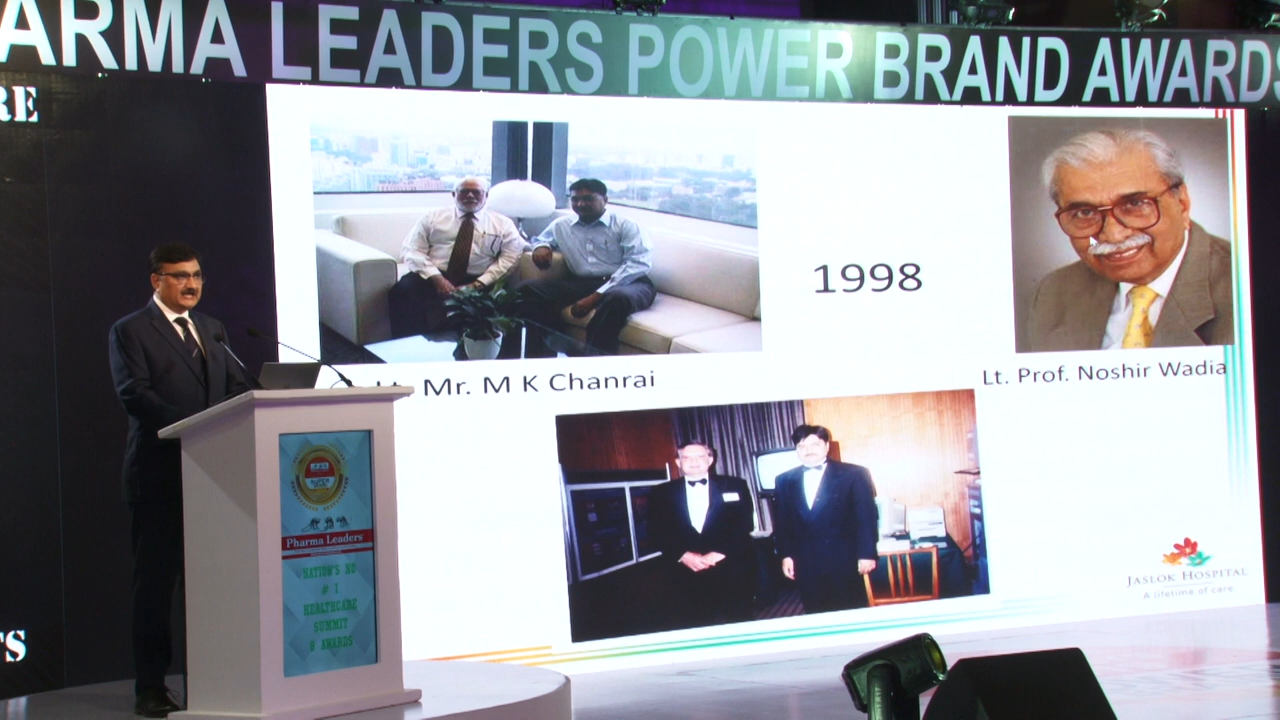 ARMA LEADERS POWER BRAND AWARDS
RE
1998
Lt. Mr. M K Chanrai
Lt. Prof. Noshir Wadia
Pharma Leaders
NATION'S NO
# 1
HEALTHCARE
SUMMIT
& AWARDS
JASLOK HOSPITAL
A lifetime of care
TS